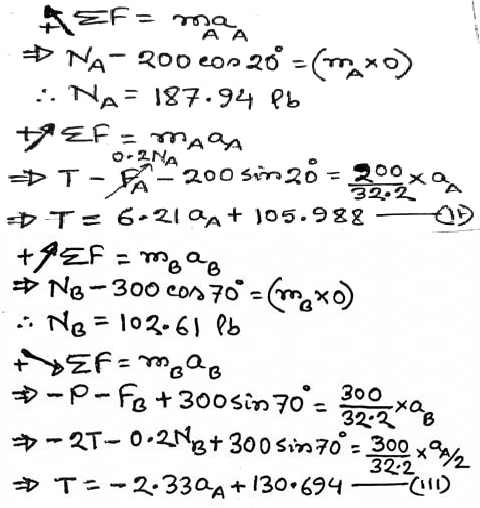 +↖ ΣF = m_A a_A
⇒ N_A - 200 cos 20° = (m_A × 0)
∴ N_A = 187.94 lb
+↗ ΣF = m_A a_A
0.2N_A
⇒ T - F_A - 200 sin 20° = 200/32.2 × a_A
⇒ T = 6.21 a_A + 105.988 — (II)
+↗ ΣF = m_B a_B
⇒ N_B - 300 cos 70° = (m_B × 0)
∴ N_B = 102.61 lb
+↘ ΣF = m_B a_B
⇒ -P - F_B + 300 sin 70° = 300/32.2 × a_B
⇒ -2T - 0.2N_B + 300 sin 70° = 300/32.2 × a_A/2
⇒ T = -2.33 a_A + 130.694 — (III)